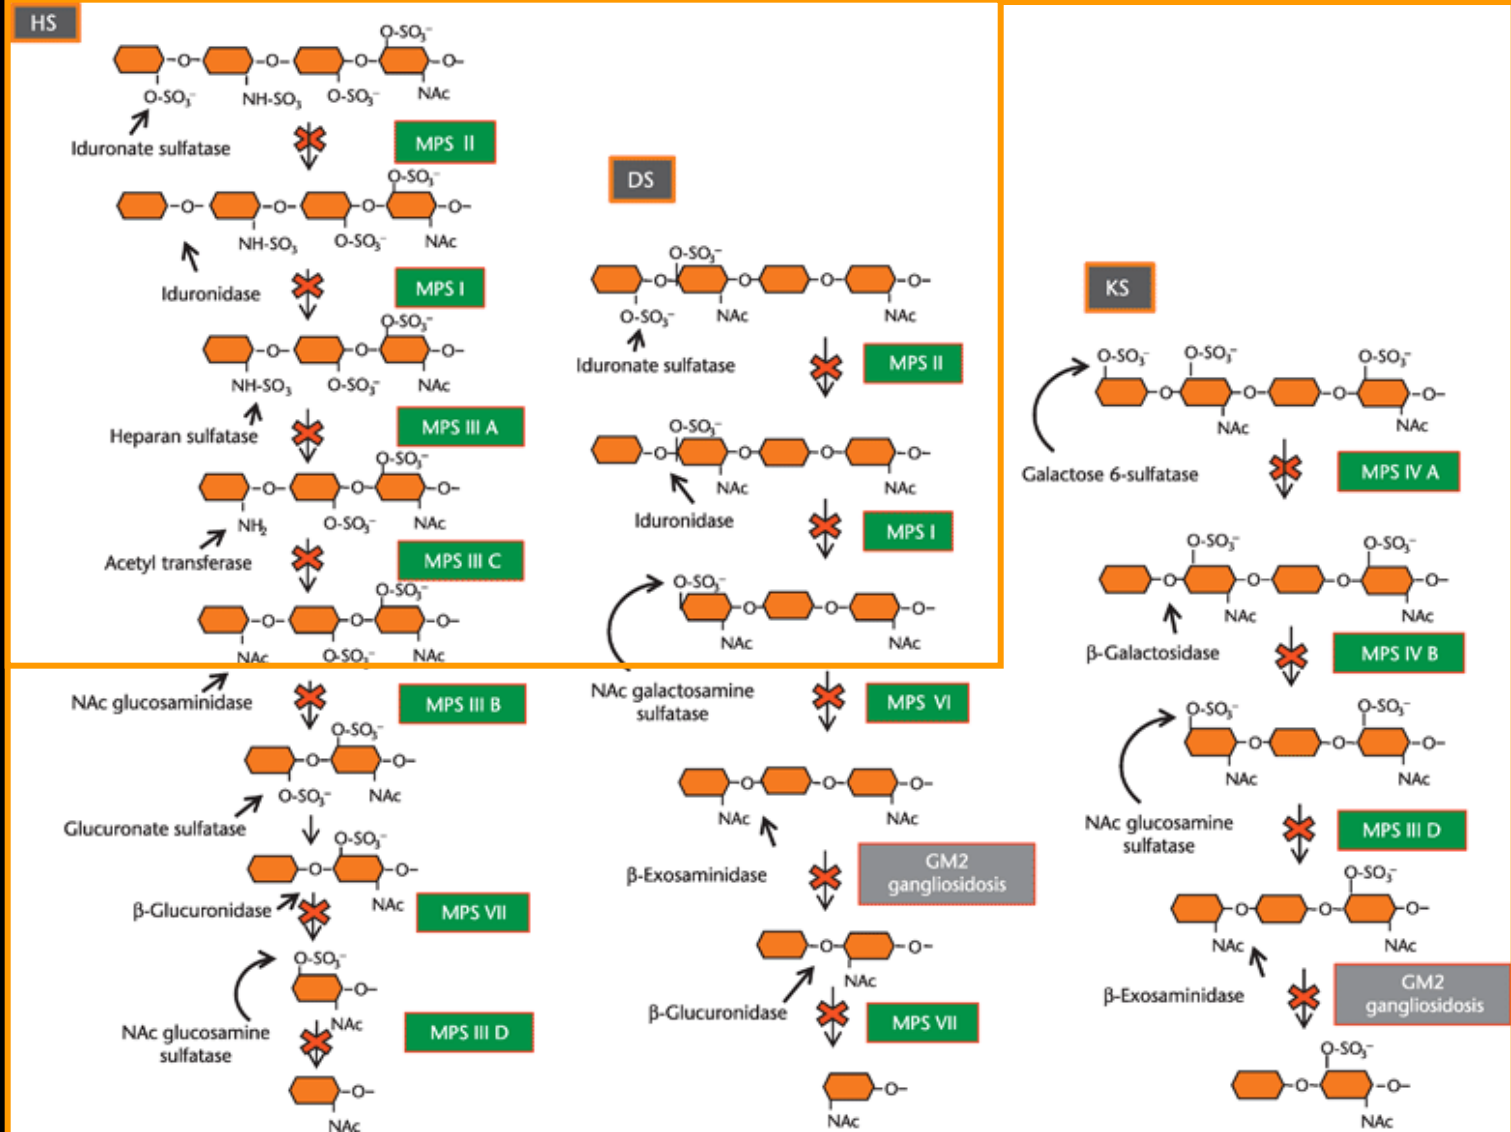 HS
O-SO₃⁻
-O-
-O-
-O-
-O-
O-SO₃⁻
NH-SO₃
O-SO₃⁻
NAc
Iduronate sulfatase
MPS II
O-SO₃⁻
-O-
-O-
-O-
-O-
NH-SO₃
O-SO₃⁻
NAc
Iduronidase
MPS I
O-SO₃⁻
-O-
-O-
-O-
NH-SO₃
O-SO₃⁻
NAc
Heparan sulfatase
MPS III A
O-SO₃⁻
-O-
-O-
-O-
NH₂
O-SO₃⁻
NAc
Acetyl transferase
MPS III C
O-SO₃⁻
-O-
-O-
-O-
NAc
O-SO₃⁻
NAc
NAc glucosaminidase
MPS III B
O-SO₃⁻
-O-
-O-
O-SO₃⁻
NAc
Glucuronate sulfatase
O-SO₃⁻
-O-
-O-
NAc
β-Glucuronidase
MPS VII
O-SO₃⁻
-O-
NAc
NAc glucosamine
sulfatase
MPS III D
-O-
NAc
DS
O-SO₃⁻
-O-
-O-
-O-
-O-
O-SO₃⁻
NAc
NAc
Iduronate sulfatase
MPS II
O-SO₃⁻
-O-
-O-
-O-
-O-
NAc
NAc
Iduronidase
MPS I
O-SO₃⁻
-O-
-O-
-O-
NAc
NAc
NAc galactosamine
sulfatase
MPS VI
-O-
-O-
-O-
NAc
NAc
β-Exosaminidase
GM2
gangliosidosis
-O-
-O-
NAc
β-Glucuronidase
MPS VII
-O-
NAc
KS
O-SO₃⁻
O-SO₃⁻
O-SO₃⁻
-O-
-O-
-O-
-O-
NAc
NAc
Galactose 6-sulfatase
MPS IV A
O-SO₃⁻
O-SO₃⁻
-O-
-O-
-O-
-O-
NAc
NAc
β-Galactosidase
MPS IV B
O-SO₃⁻
O-SO₃⁻
-O-
-O-
-O-
NAc
NAc
NAc glucosamine
sulfatase
MPS III D
O-SO₃⁻
-O-
-O-
-O-
NAc
NAc
β-Exosaminidase
GM2
gangliosidosis
O-SO₃⁻
-O-
-O-
NAc